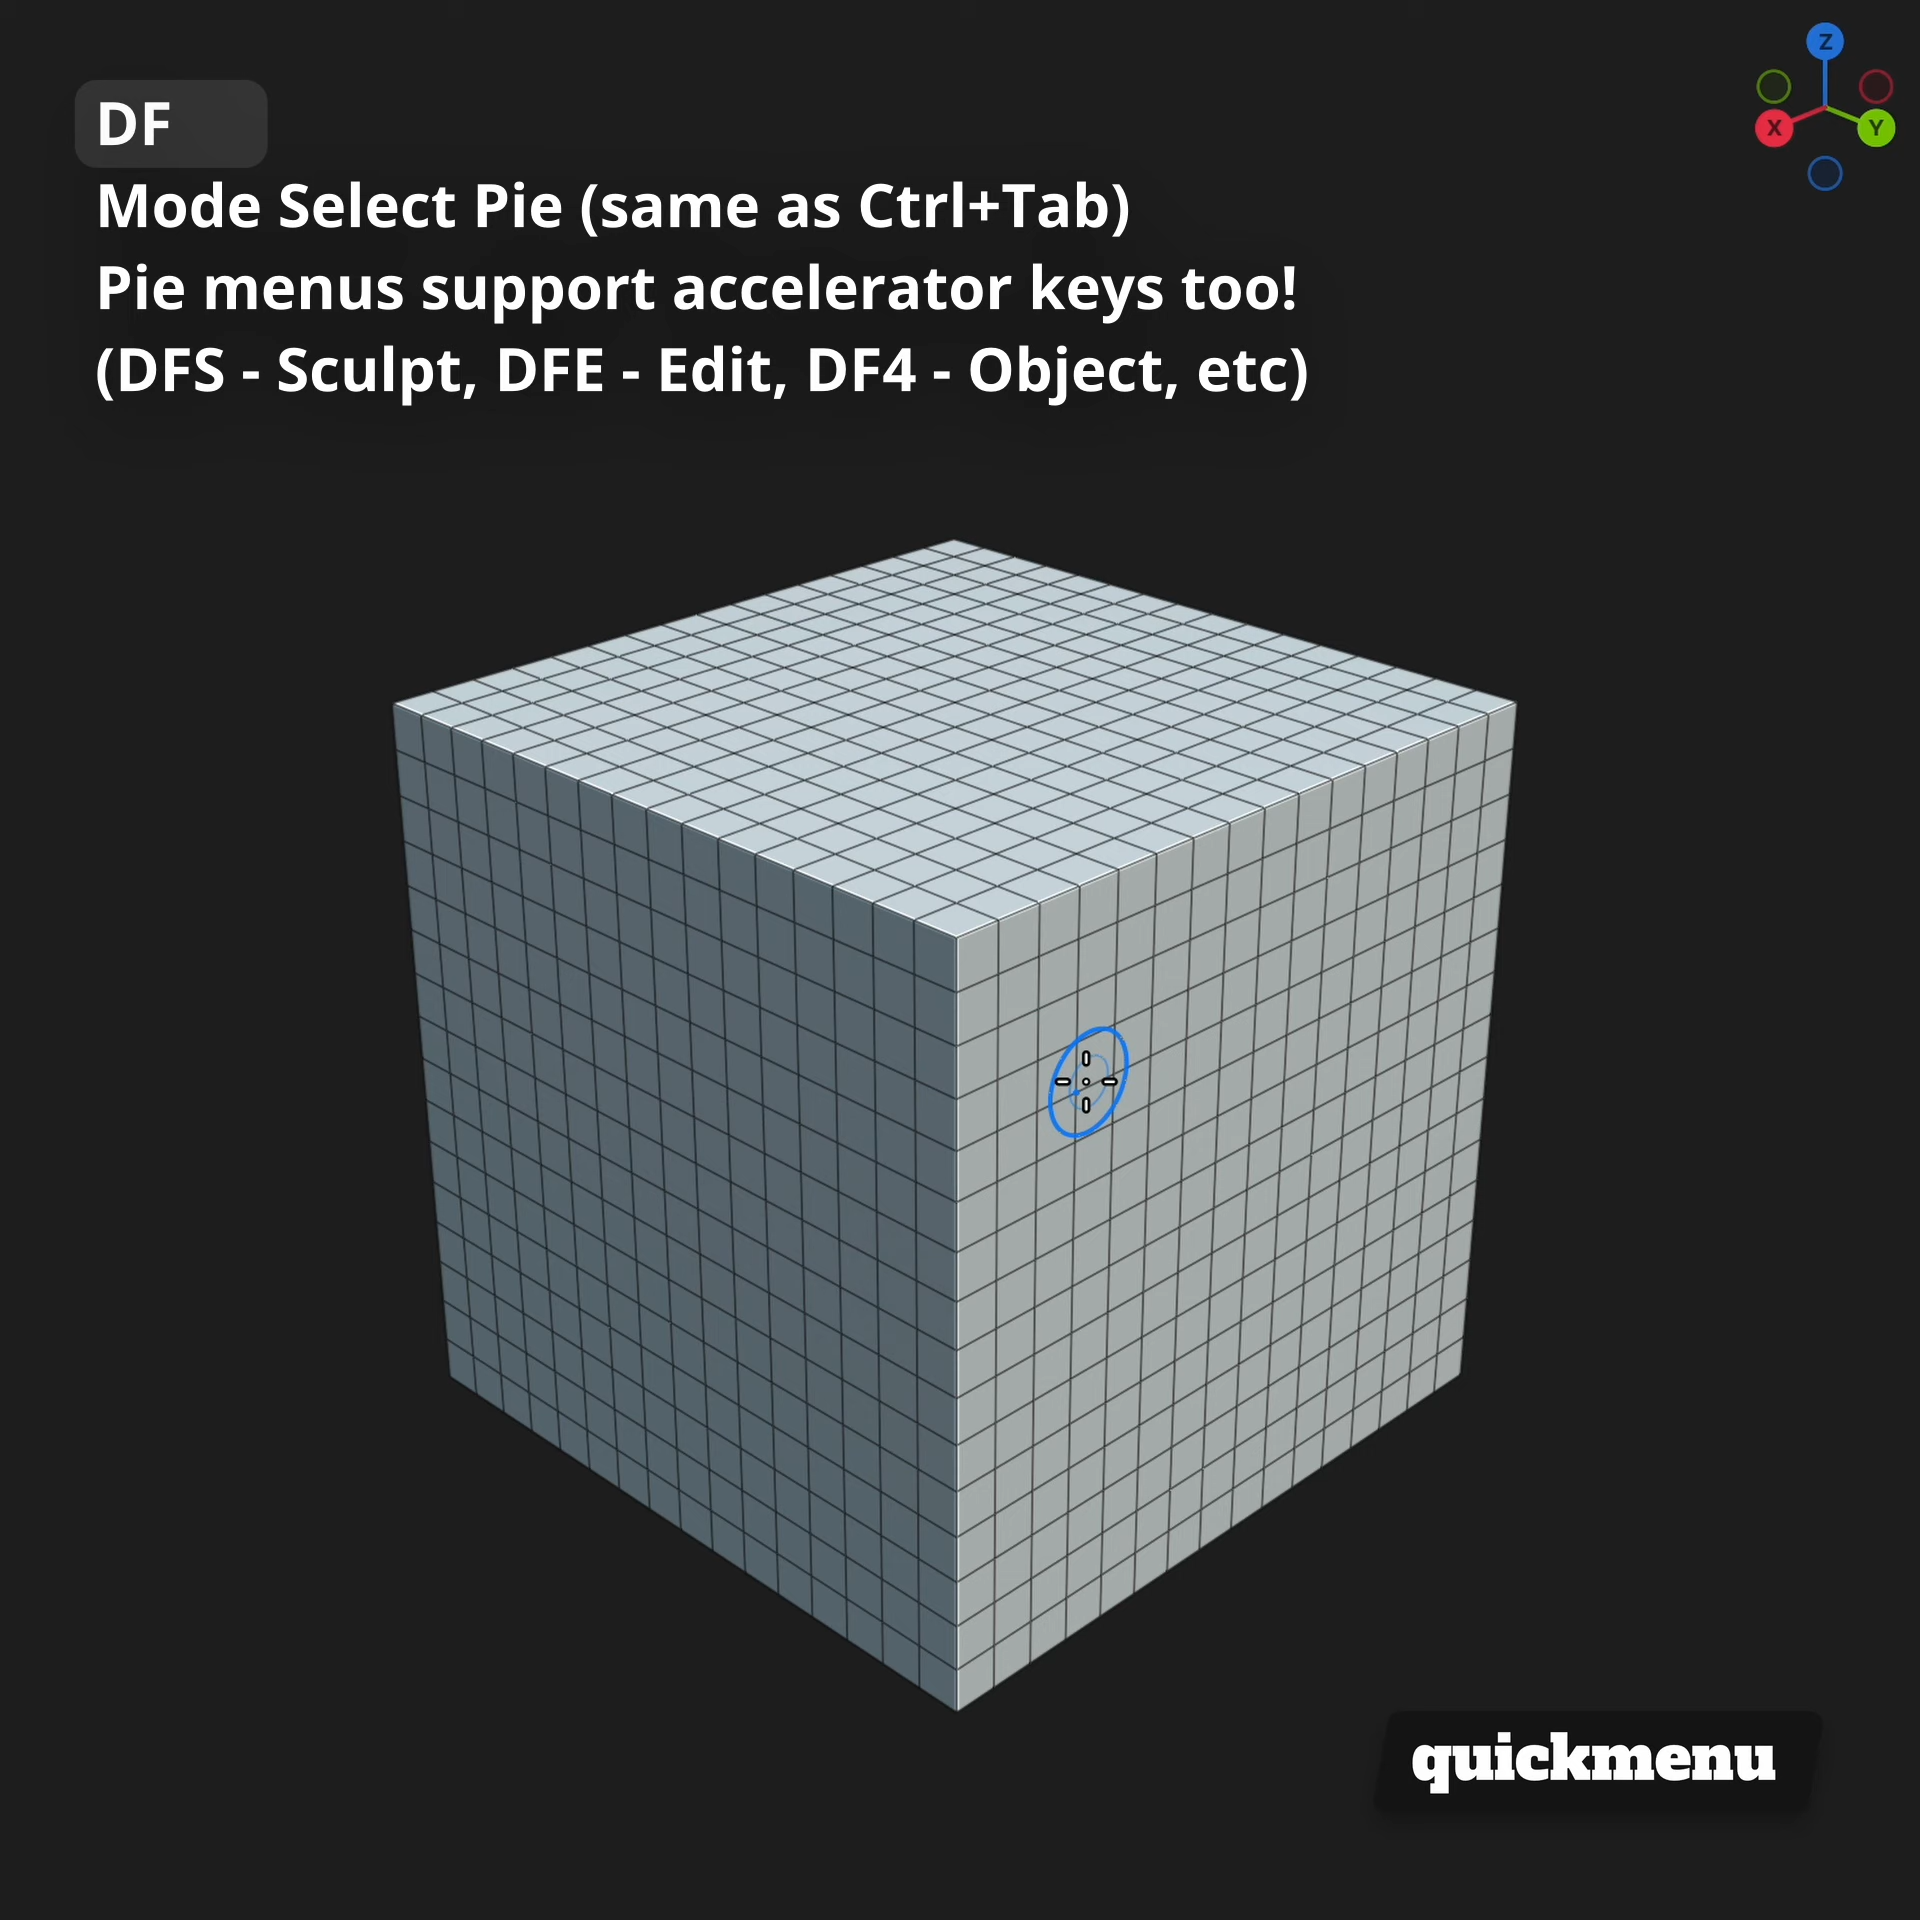 DF
Mode Select Pie (same as Ctrl+Tab)
Pie menus support accelerator keys too!
(DFS - Sculpt, DFE - Edit, DF4 - Object, etc)
Z
X
Y
quickmenu